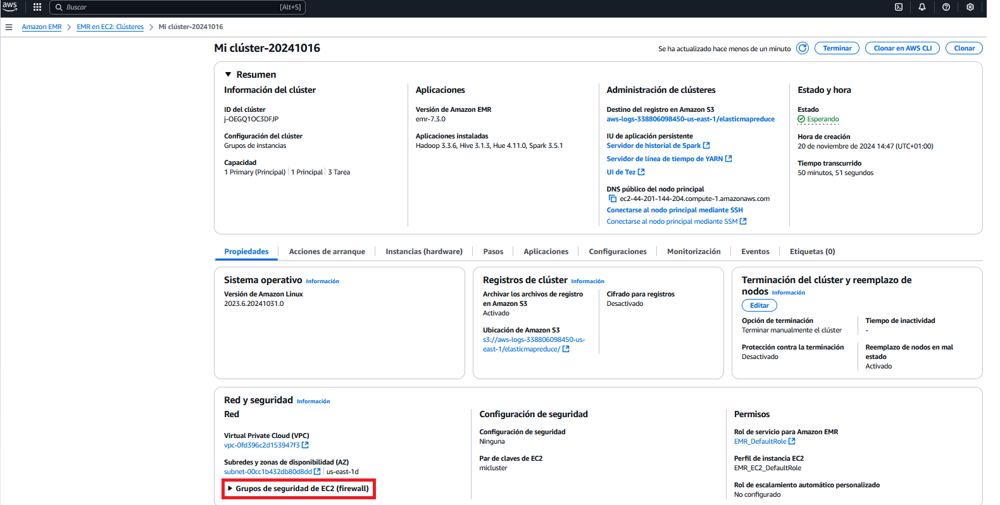 aws
Buscar
[Alt+S]
Amazon EMR
EMR en EC2: Clústeres
Mi clúster-20241016
Mi clúster-20241016
Se ha actualizado hace menos de un minuto
Terminar
Clonar en AWS CLI
Clonar
Resumen
Información del clúster
ID del clúster
j-OEGQ1OC3DFJP
Configuración del clúster
Grupos de instancias
Capacidad
1 Primary (Principal) | 1 Principal | 3 Tarea
Aplicaciones
Versión de Amazon EMR
emr-7.3.0
Aplicaciones instaladas
Hadoop 3.3.6, Hive 3.1.3, Hue 4.11.0, Spark 3.5.1
Administración de clústeres
Destino del registro en Amazon S3
aws-logs-338806098450-us-east-1/elasticmapreduce
IU de aplicación persistente
Servidor de historial de Spark
Servidor de línea de tiempo de YARN
UI de Tez
DNS público del nodo principal
ec2-44-201-144-204.compute-1.amazonaws.com
Conectarse al nodo principal mediante SSH
Conectarse al nodo principal mediante SSM
Estado y hora
Estado
Esperando
Hora de creación
20 de noviembre de 2024 14:47 (UTC+01:00)
Tiempo transcurrido
50 minutos, 51 segundos
Propiedades
Acciones de arranque
Instancias (hardware)
Pasos
Aplicaciones
Configuraciones
Monitorización
Eventos
Etiquetas (0)
Sistema operativo Información
Versión de Amazon Linux
2023.6.20241031.0
Registros de clúster Información
Archivar los archivos de registro
en Amazon S3
Activado
Ubicación de Amazon S3
s3://aws-logs-338806098450-us-
east-1/elasticmapreduce/
Cifrado para registros
Desactivado
Terminación del clúster y reemplazo de
nodos Información
Editar
Opción de terminación
Terminar manualmente el clúster
Protección contra la terminación
Desactivado
Tiempo de inactividad
-
Reemplazo de nodos en mal
estado
Activado
Red y seguridad Información
Red
Virtual Private Cloud (VPC)
vpc-0fd396c2d153947f3
Subredes y zonas de disponibilidad (AZ)
subnet-00cc1b432db80d8dd | us-east-1d
Grupos de seguridad de EC2 (firewall)
Configuración de seguridad
Configuración de seguridad
Ninguna
Par de claves de EC2
micluster
Permisos
Rol de servicio para Amazon EMR
EMR_DefaultRole
Perfil de instancia EC2
EMR_EC2_DefaultRole
Rol de escalamiento automático personalizado
No configurado